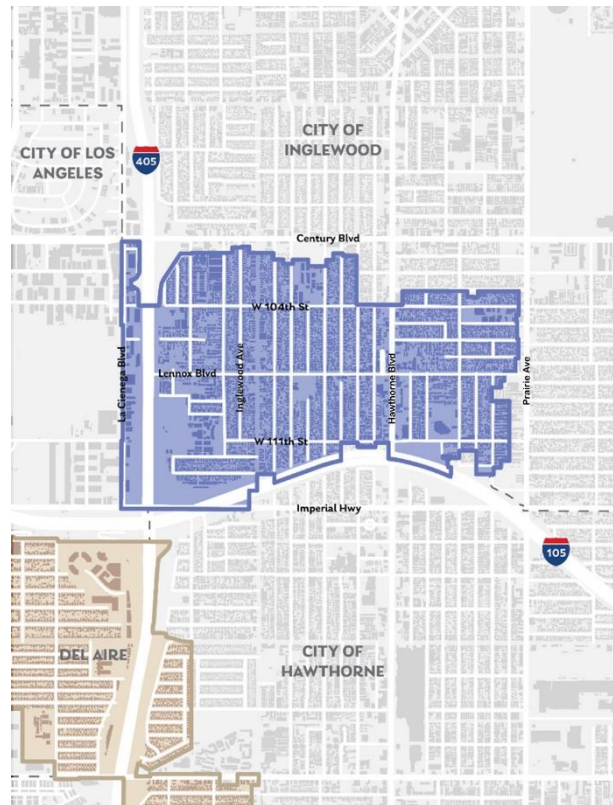 CITY OF LOS
ANGELES
405
CITY OF
INGLEWOOD
Century Blvd
W 104th St
La Cienega Blvd
Lennox Blvd
Inglewood Ave
Hawthorne Blvd
Prairie Ave
W 111th St
Imperial Hwy
105
DEL AIRE
CITY OF
HAWTHORNE